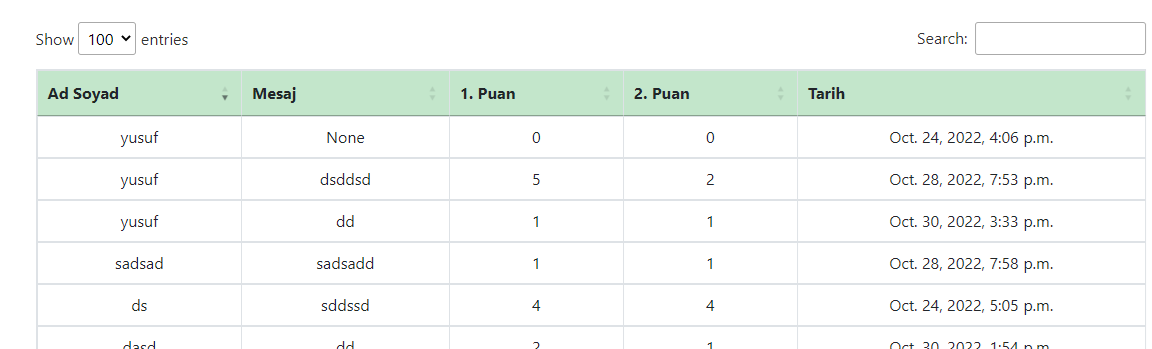 Show 100 entries Search:
Ad Soyad Mesaj 1. Puan 2. Puan Tarih
yusuf None 0 0 Oct. 24, 2022, 4:06 p.m.
yusuf dsddsd 5 2 Oct. 28, 2022, 7:53 p.m.
yusuf dd 1 1 Oct. 30, 2022, 3:33 p.m.
sadsad sadsadd 1 1 Oct. 28, 2022, 7:58 p.m.
ds sddssd 4 4 Oct. 24, 2022, 5:05 p.m.
dasd dd 2 1 Oct. 30, 2022, 1:54 p.m.